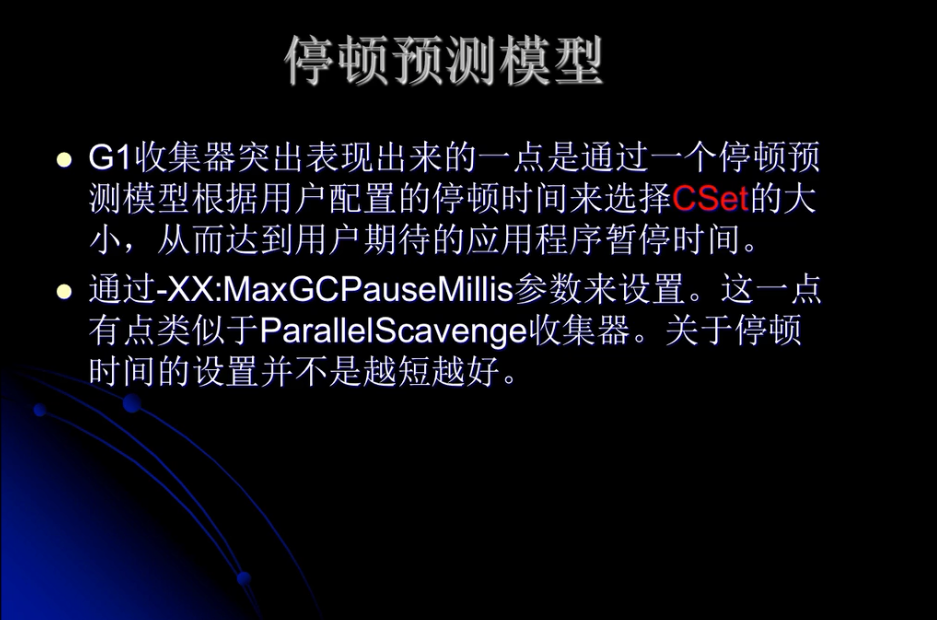 停顿预测模型
G1收集器突出表现出来的一点是通过一个停顿预
测模型根据用户配置的停顿时间来选择CSet的大
小，从而达到用户期待的应用程序暂停时间。
通过-XX:MaxGCPauseMillis参数来设置。这一点
有点类似于ParallelScavenge收集器。关于停顿
时间的设置并不是越短越好。